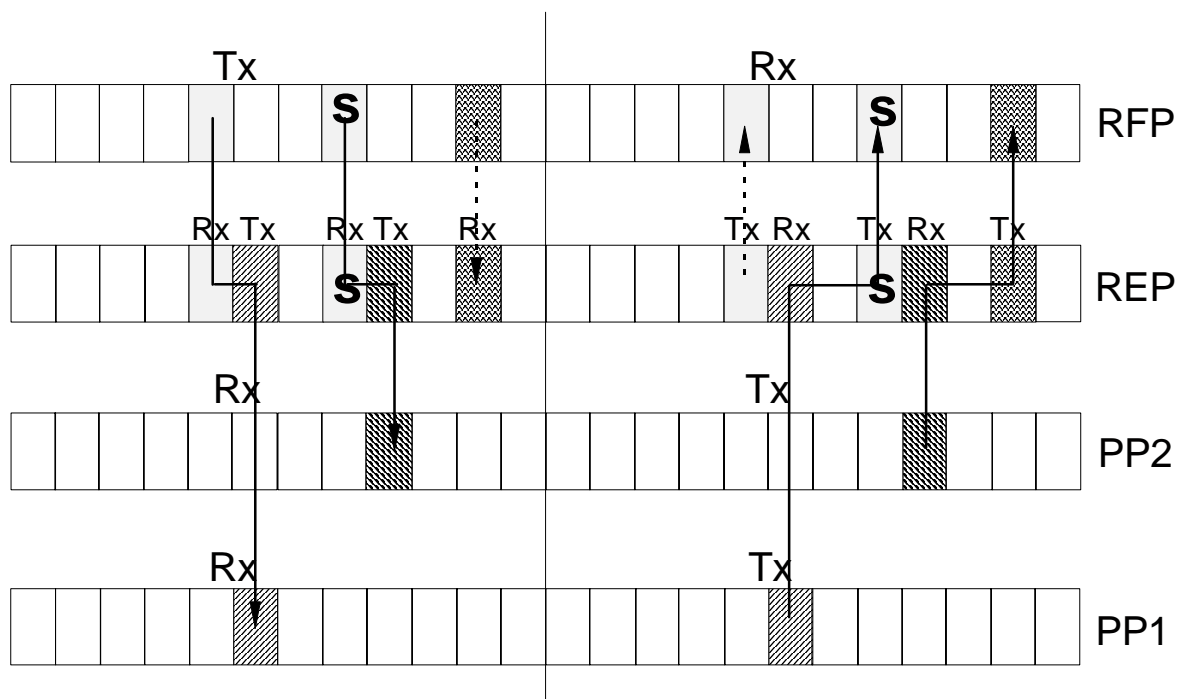 Tx Rx
S S RFP
Rx Tx Rx Tx Rx Tx Rx Tx Rx Tx
S S REP
Rx Tx
PP2
Rx Tx
PP1